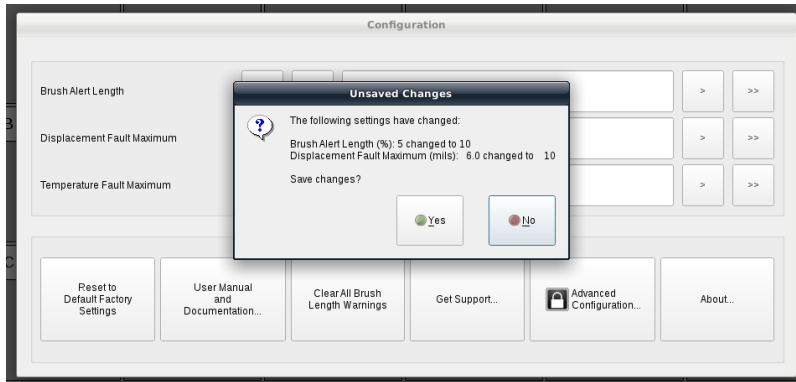 Configuration
Brush Alert Length
> >>
Unsaved Changes
?
The following settings have changed:
Brush Alert Length (%): 5 changed to 10
Displacement Fault Maximum (mils): 6.0 changed to 10
Save changes?
Yes No
B
Displacement Fault Maximum
> >>
Temperature Fault Maximum
> >>
C
Reset to
Default Factory
Settings
User Manual
and
Documentation...
Clear All Brush
Length Warnings
Get Support...
Advanced
Configuration...
About...